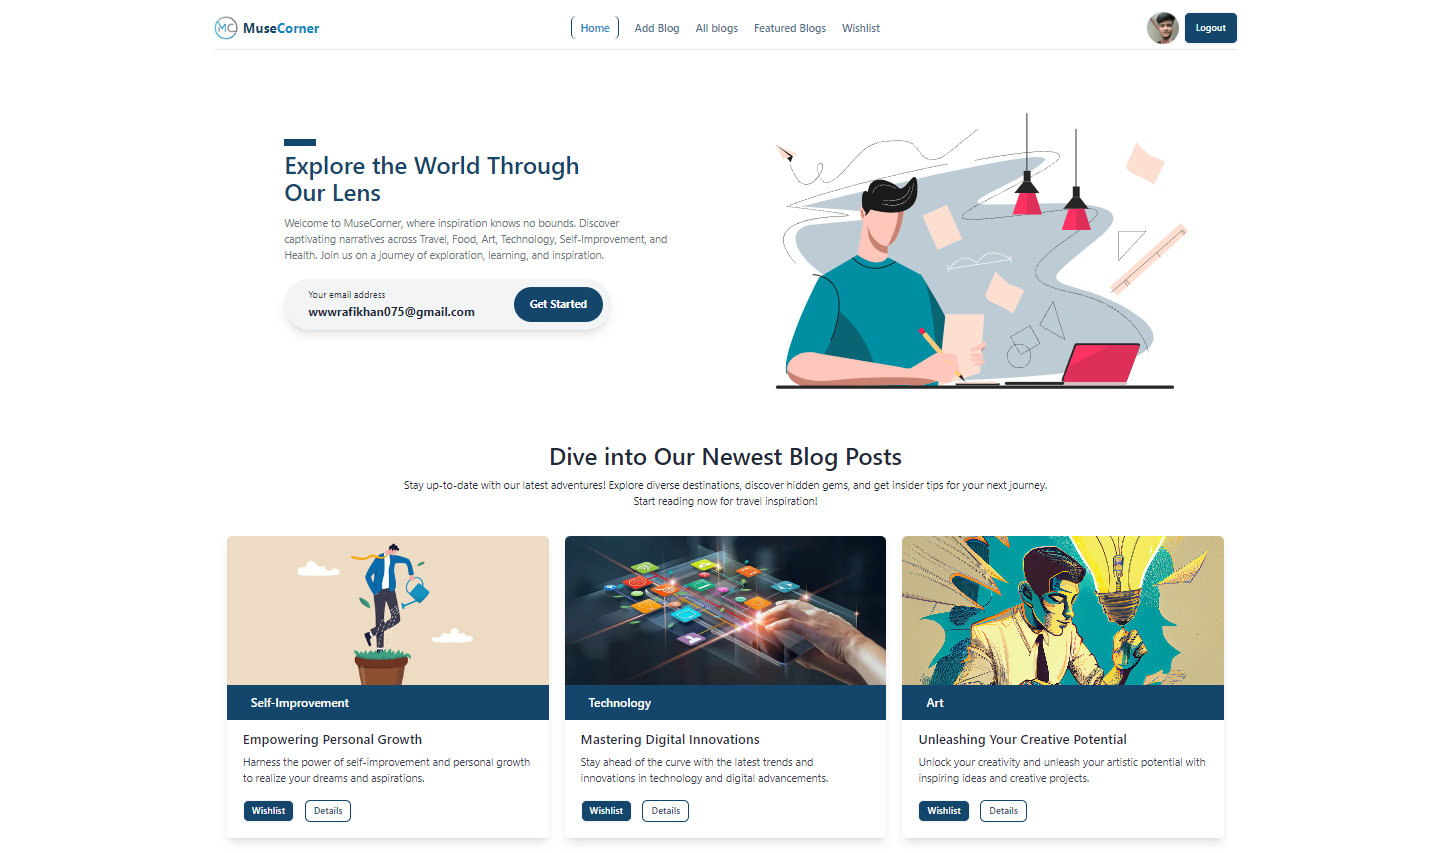 MC MuseCorner
Home
Add Blog
All blogs
Featured Blogs
Wishlist
Logout
Explore the World Through
Our Lens
Welcome to MuseCorner, where inspiration knows no bounds. Discover
captivating narratives across Travel, Food, Art, Technology, Self-Improvement, and
Health. Join us on a journey of exploration, learning, and inspiration.
Your email address
wwwrafikhan075@gmail.com
Get Started
Dive into Our Newest Blog Posts
Stay up-to-date with our latest adventures! Explore diverse destinations, discover hidden gems, and get insider tips for your next journey.
Start reading now for travel inspiration!
Self-Improvement
Empowering Personal Growth
Harness the power of self-improvement and personal growth
to realize your dreams and aspirations.
Wishlist
Details
Technology
Mastering Digital Innovations
Stay ahead of the curve with the latest trends and
innovations in technology and digital advancements.
Wishlist
Details
Art
Unleashing Your Creative Potential
Unlock your creativity and unleash your artistic potential with
inspiring ideas and creative projects.
Wishlist
Details